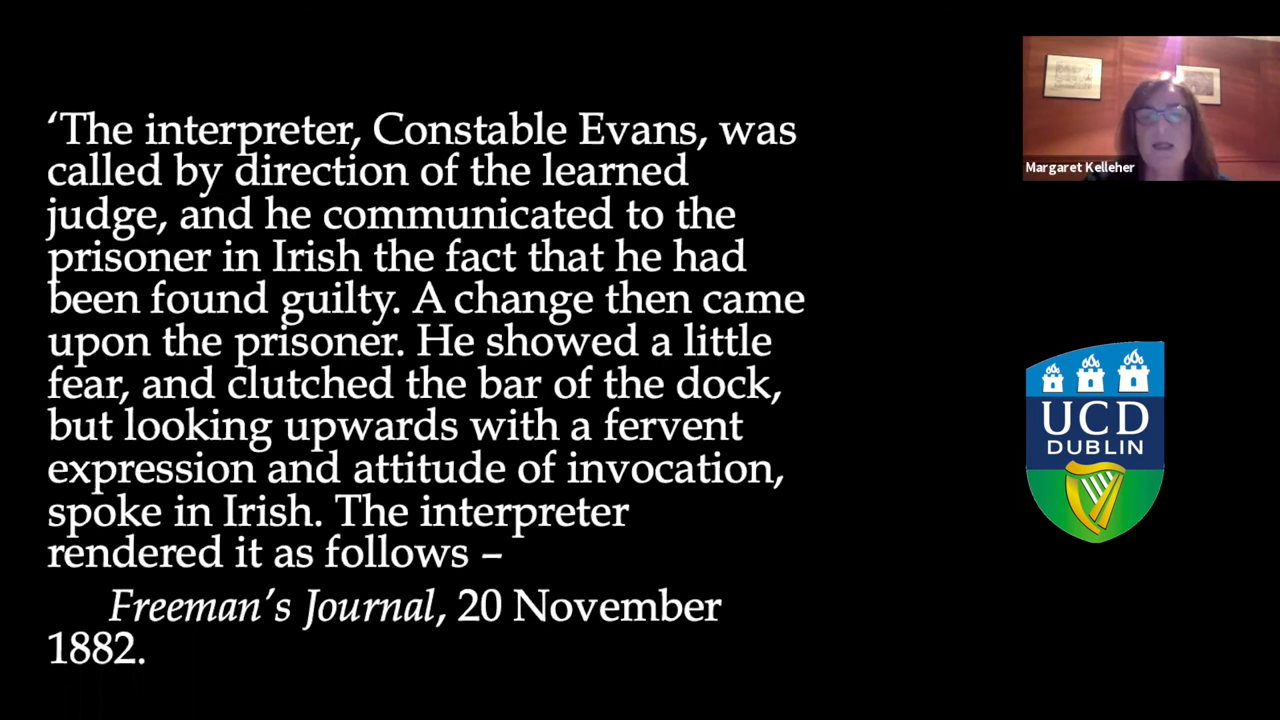 ‘The interpreter, Constable Evans, was
called by direction of the learned
judge, and he communicated to the
prisoner in Irish the fact that he had
been found guilty. A change then came
upon the prisoner. He showed a little
fear, and clutched the bar of the dock,
but looking upwards with a fervent
expression and attitude of invocation,
spoke in Irish. The interpreter
rendered it as follows –
Freeman’s Journal, 20 November
1882.
Margaret Kelleher
UCD
DUBLIN